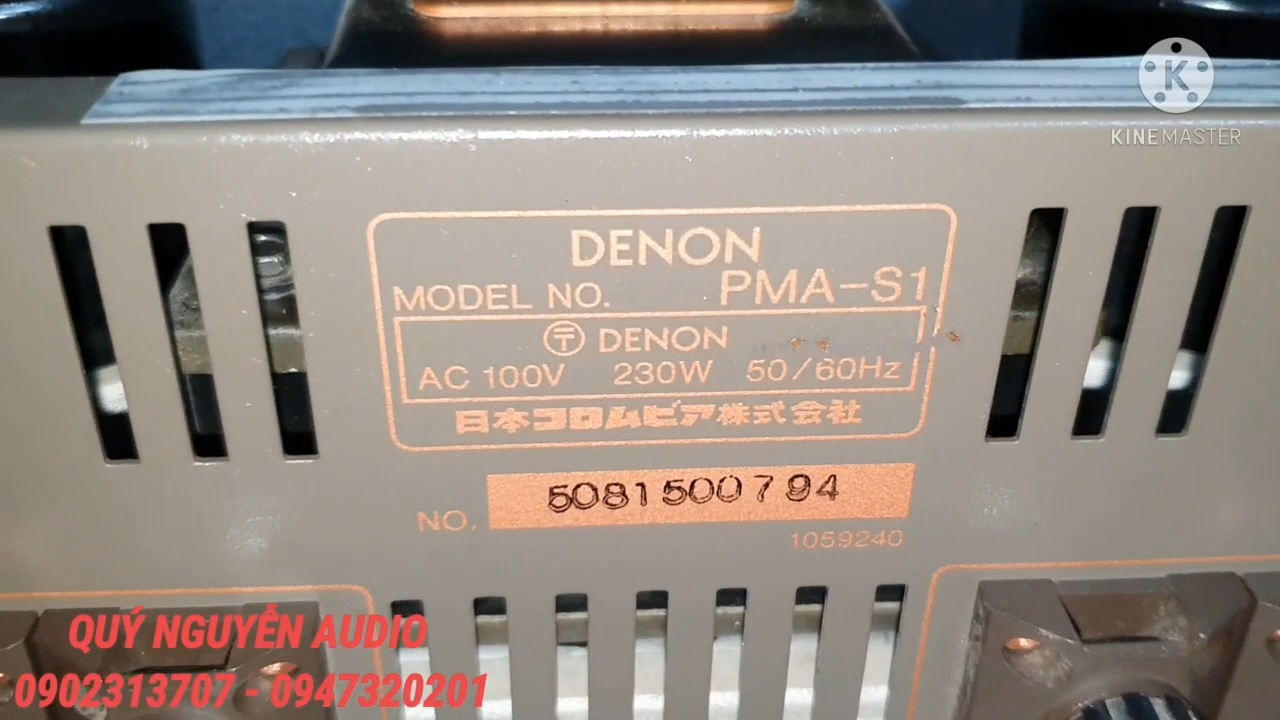 K
KINEMASTER
DENON
MODEL NO. PMA-S1
〒 DENON
AC 100V 230W 50/60Hz
日本コロムビア株式会社
NO. 5081500794
1059240
QUÝ NGUYỄN AUDIO
0902313707 - 0947320201